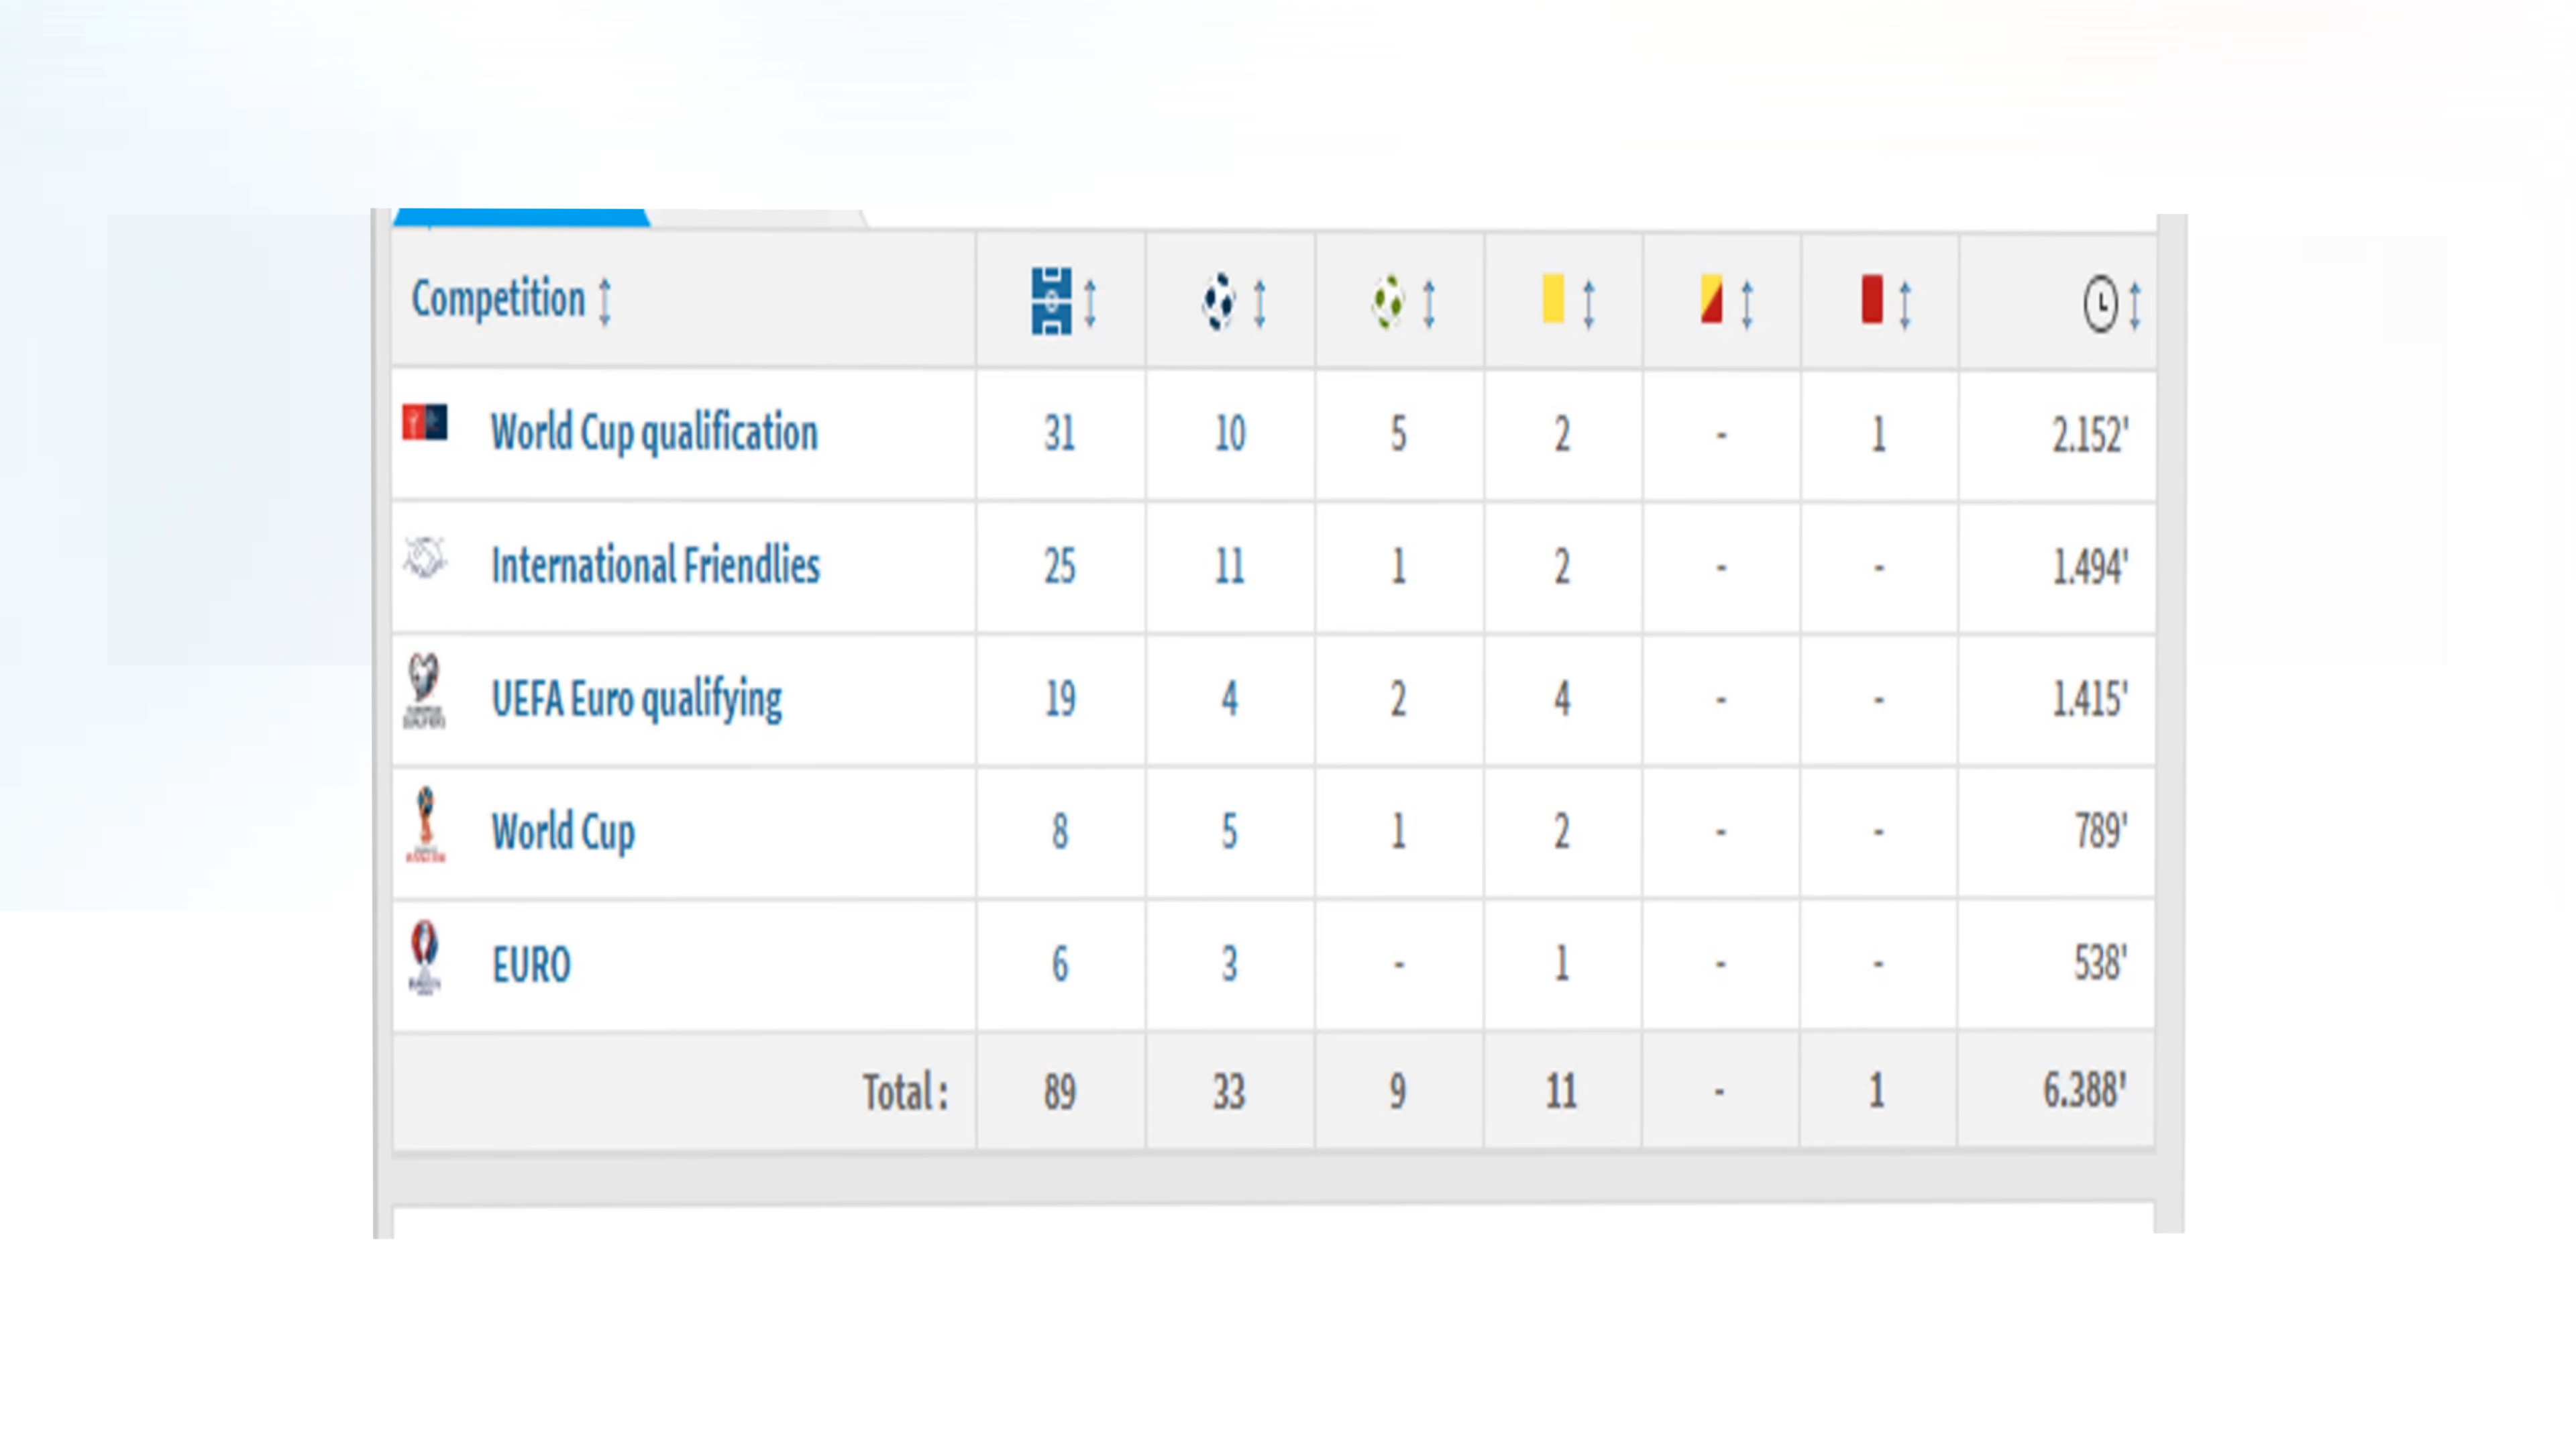 Competition
World Cup qualification 31 10 5 2 - 1 2.152'
International Friendlies 25 11 1 2 - - 1.494'
UEFA Euro qualifying 19 4 2 4 - - 1.415'
World Cup 8 5 1 2 - - 789'
EURO 6 3 - 1 - - 538'
Total : 89 33 9 11 - 1 6.388'